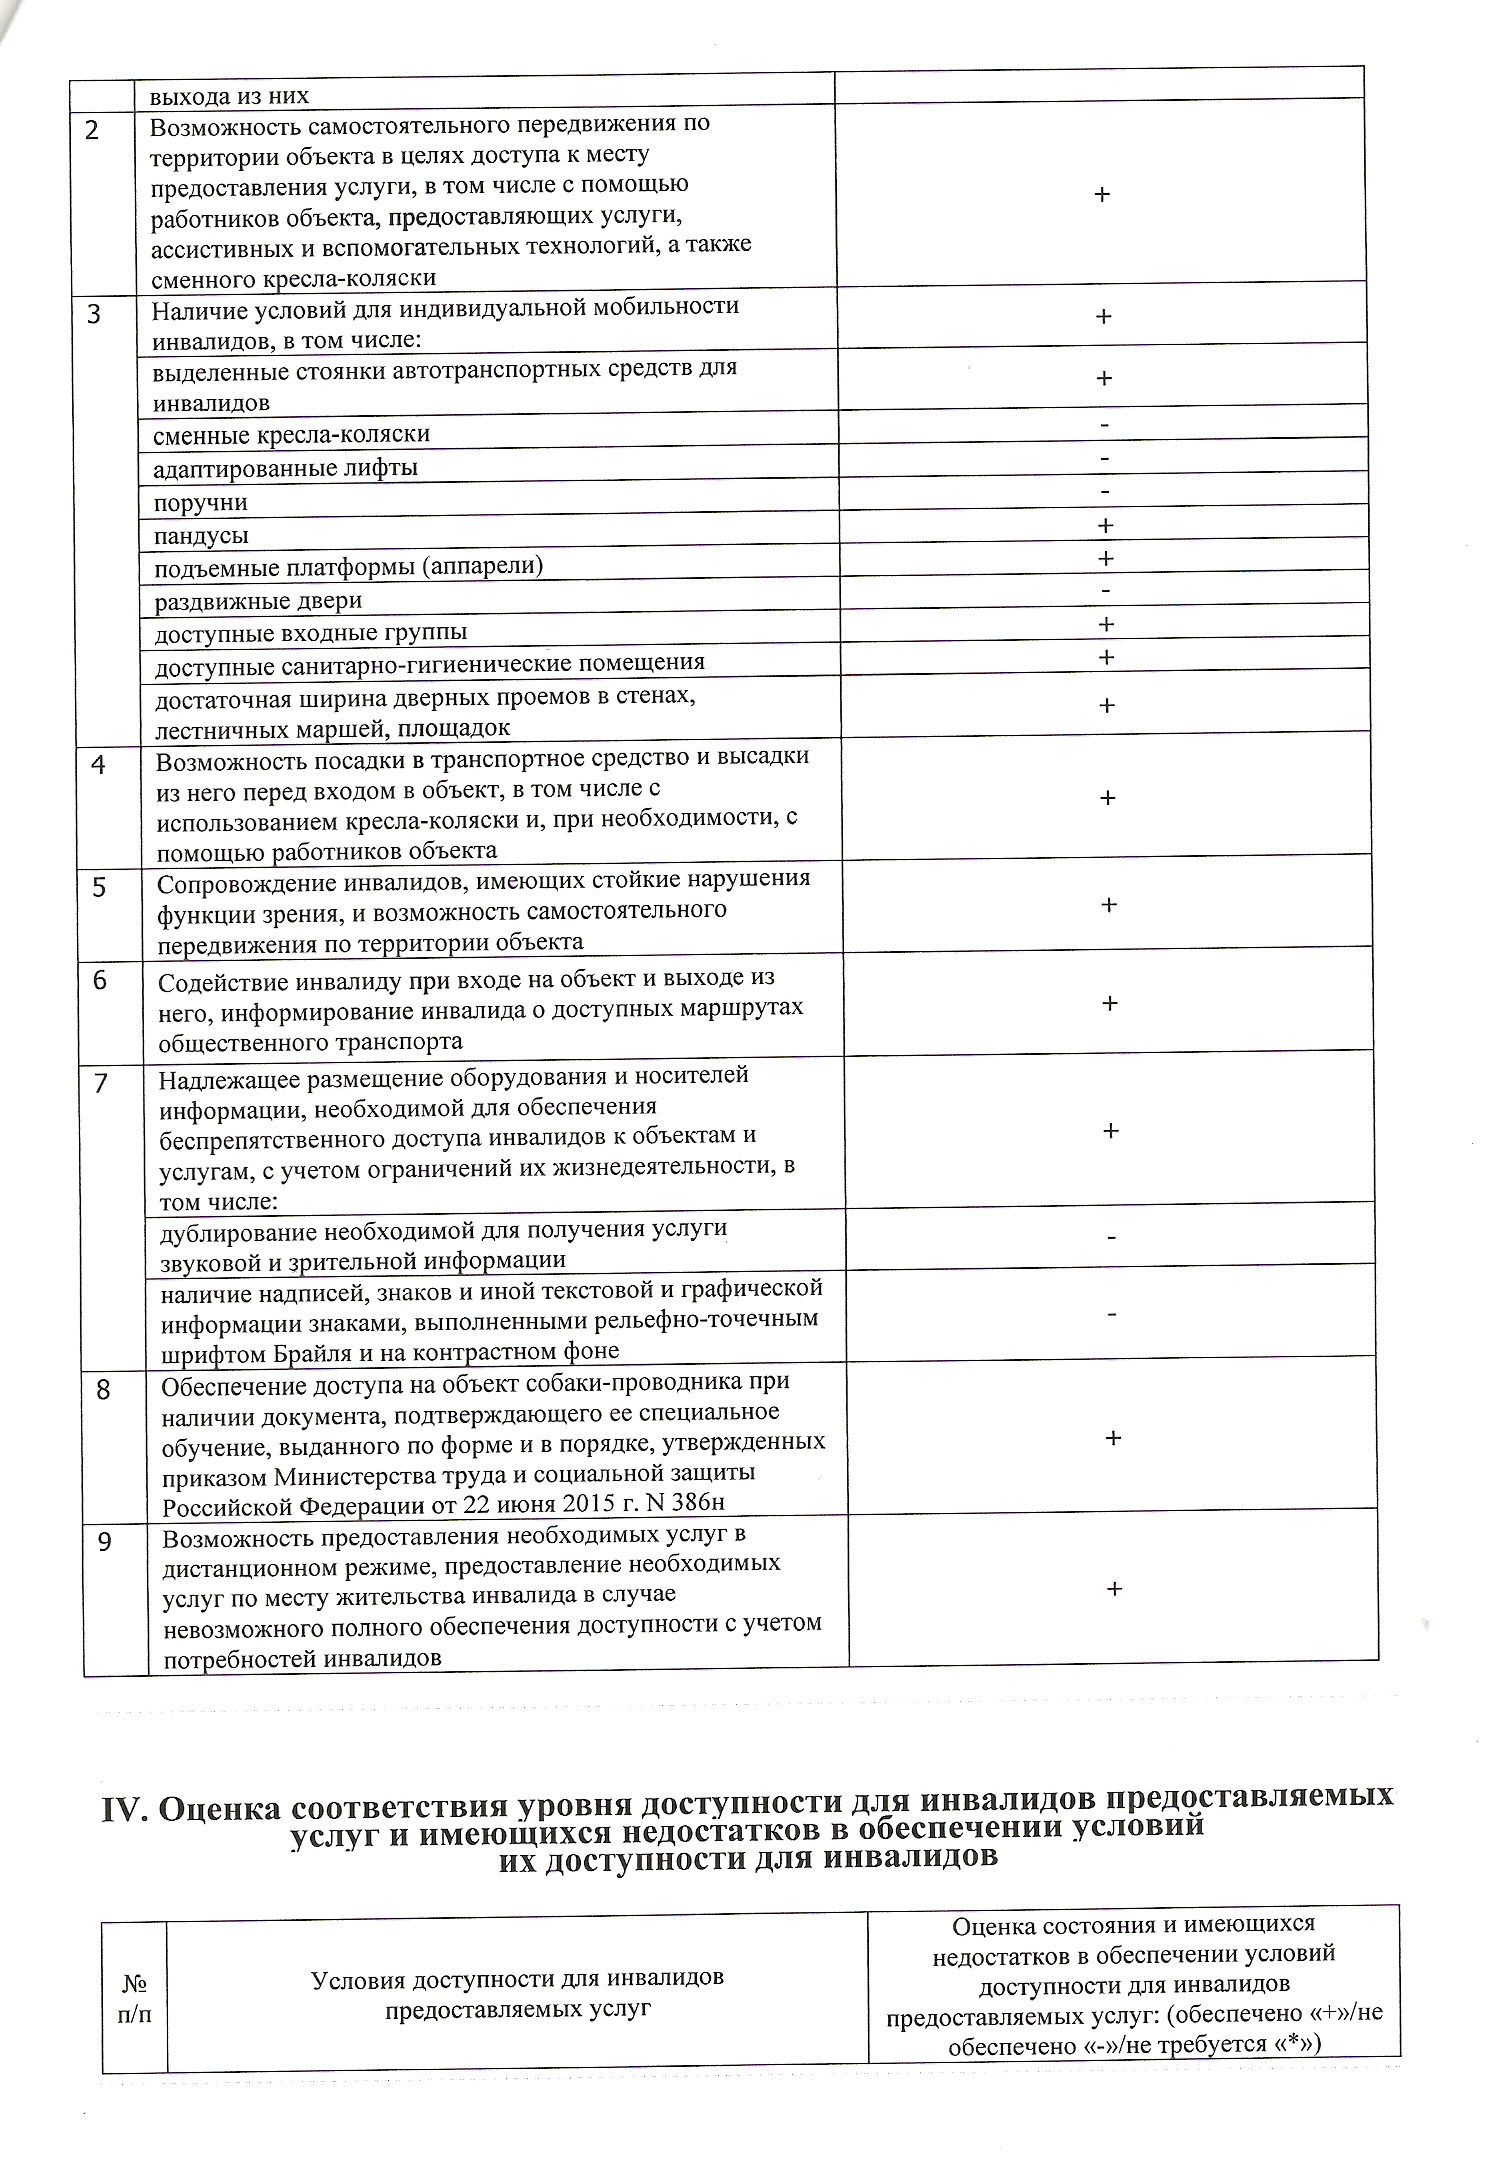 выхода из них
2
Возможность самостоятельного передвижения по
территории объекта в целях доступа к месту
предоставления услуги, в том числе с помощью
работников объекта, предоставляющих услуги,
ассистивных и вспомогательных технологий, а также
сменного кресла-коляски
+
3
Наличие условий для индивидуальной мобильности
инвалидов, в том числе:
+
выделенные стоянки автотранспортных средств для
инвалидов
+
сменные кресла-коляски
-
адаптированные лифты
-
поручни
-
пандусы
+
подъемные платформы (аппарели)
+
раздвижные двери
-
доступные входные группы
+
доступные санитарно-гигиенические помещения
+
достаточная ширина дверных проемов в стенах,
лестничных маршей, площадок
+
4
Возможность посадки в транспортное средство и высадки
из него перед входом в объект, в том числе с
использованием кресла-коляски и, при необходимости, с
помощью работников объекта
+
5
Сопровождение инвалидов, имеющих стойкие нарушения
функции зрения, и возможность самостоятельного
передвижения по территории объекта
+
6
Содействие инвалиду при входе на объект и выходе из
него, информирование инвалида о доступных маршрутах
общественного транспорта
+
7
Надлежащее размещение оборудования и носителей
информации, необходимой для обеспечения
беспрепятственного доступа инвалидов к объектам и
услугам, с учетом ограничений их жизнедеятельности, в
том числе:
+
дублирование необходимой для получения услуги
звуковой и зрительной информации
-
наличие надписей, знаков и иной текстовой и графической
информации знаками, выполненными рельефно-точечным
шрифтом Брайля и на контрастном фоне
-
8
Обеспечение доступа на объект собаки-проводника при
наличии документа, подтверждающего ее специальное
обучение, выданного по форме и в порядке, утвержденных
приказом Министерства труда и социальной защиты
Российской Федерации от 22 июня 2015 г. N 386н
+
9
Возможность предоставления необходимых услуг в
дистанционном режиме, предоставление необходимых
услуг по месту жительства инвалида в случае
невозможного полного обеспечения доступности с учетом
потребностей инвалидов
+
IV. Оценка соответствия уровня доступности для инвалидов предоставляемых
услуг и имеющихся недостатков в обеспечении условий
их доступности для инвалидов
№
п/п
Условия доступности для инвалидов
предоставляемых услуг
Оценка состояния и имеющихся
недостатков в обеспечении условий
доступности для инвалидов
предоставляемых услуг: (обеспечено «+»/не
обеспечено «-»/не требуется «*»)